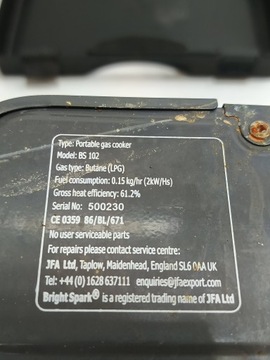 Type: Portable gas cooker
Model: BS 102
Gas type: Butane (LPG)
Fuel consumption: 0.15 kg/hr (2kW/Hs)
Gross heat efficiency: 61.2%
Serial No: 500230
CE 0359 86/BL/671
No user serviceable parts
For repairs please contact service centre
JFA Ltd, Taplow, Maidenhead, England SL6 0AA UK
Tel: +44 (0) 1628 637111 enquiries@jfaexport.com
Bright Spark® is a registered trading name of JFA Ltd